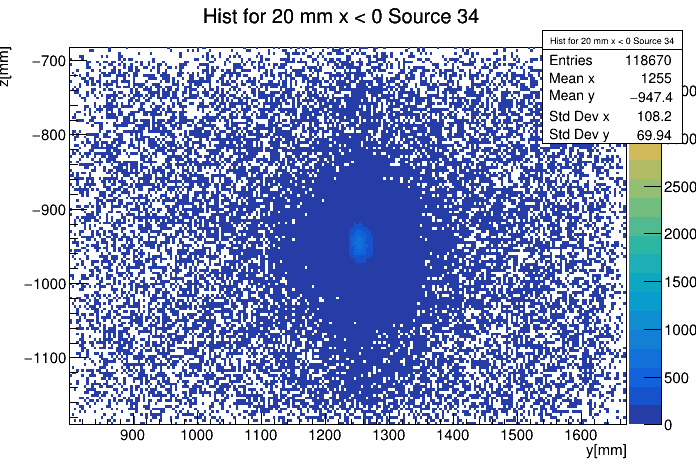 Hist for 20 mm x < 0 Source 34
Hist for 20 mm x < 0 Source 34
Entries 118670
Mean x 1255
Mean y −947.4
Std Dev x 108.2
Std Dev y 69.94
z[mm]
−700
−800
−900
−1000
−1100
900 1000 1100 1200 1300 1400 1500 1600
y[mm]
2500
2000
1500
1000
500
0